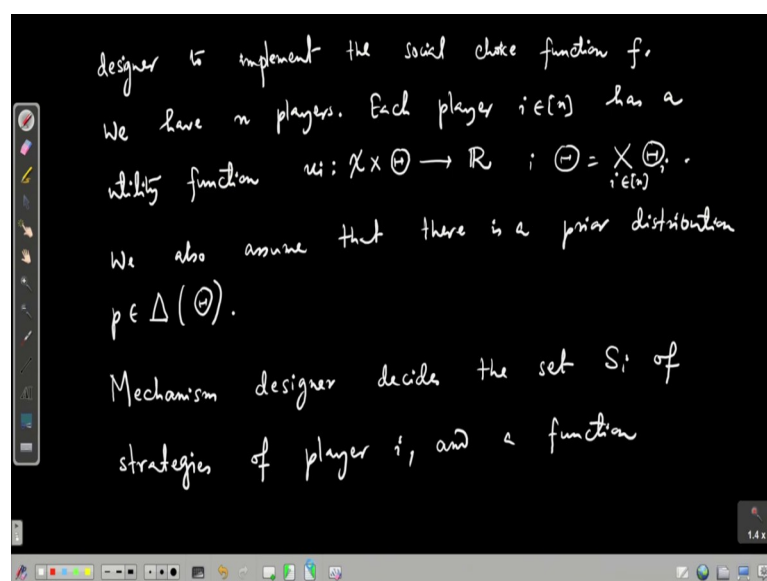 designer to implement the social choice function f.
We have n players. Each player i∈[n] has a
utility function ui : X × Θ → ℝ ; Θ = X Θi .
i∈[n]
We also assume that there is a prior distribution
p ∈ Δ(Θ).
Mechanism designer decides the set Si of
strategies of player i, and a function
1.4 x